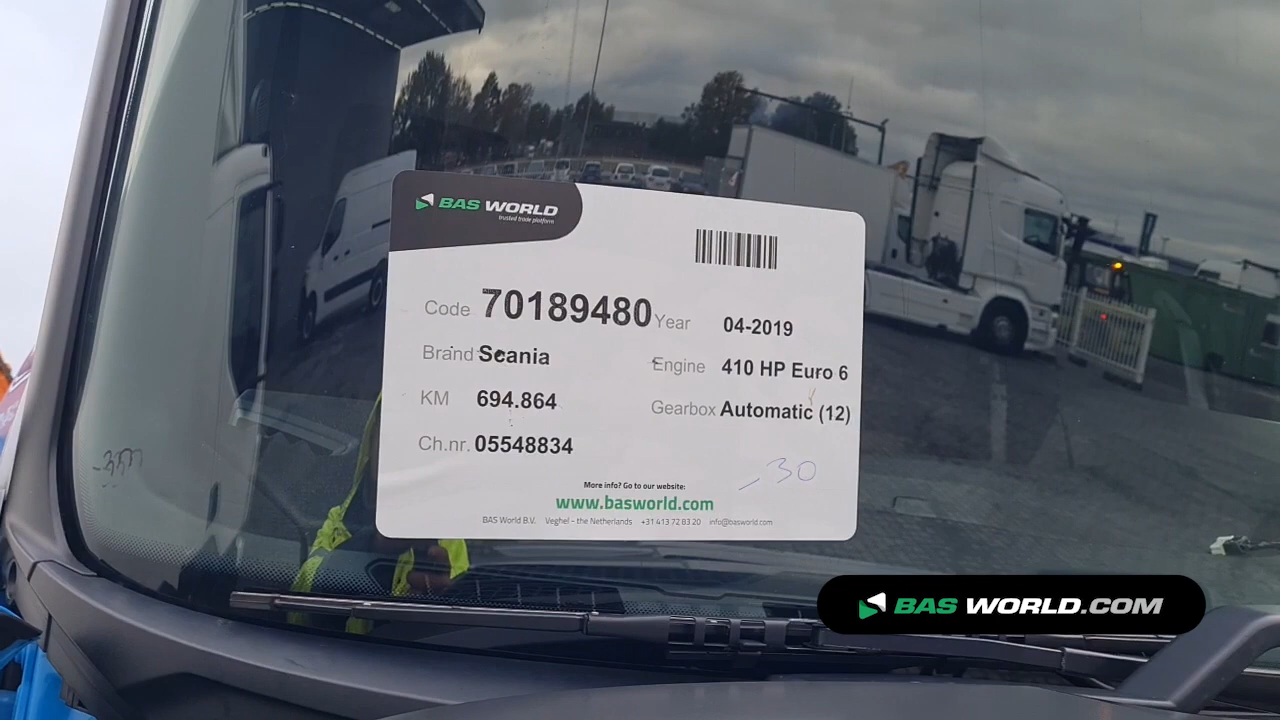 BAS WORLD
trusted trade platform
Code 70189480 Year 04-2019
Brand Scania Engine 410 HP Euro 6
KM 694.864 Gearbox Automatic (12)
Ch.nr. 05548834
30
More info? Go to our website:
www.basworld.com
BAS World B.V. Veghel - the Netherlands +31 413 72 83 20 info@basworld.com
BAS WORLD.COM